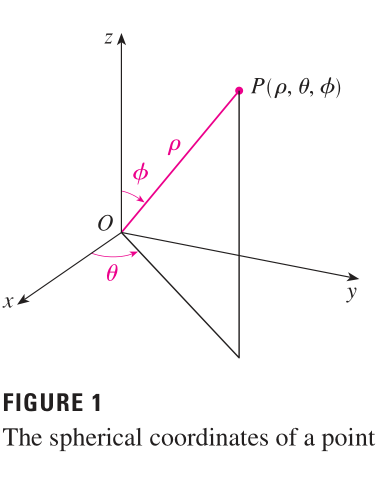 z
P(ρ, θ, ϕ)
ρ
ϕ
O
θ
x
y
FIGURE 1
The spherical coordinates of a point